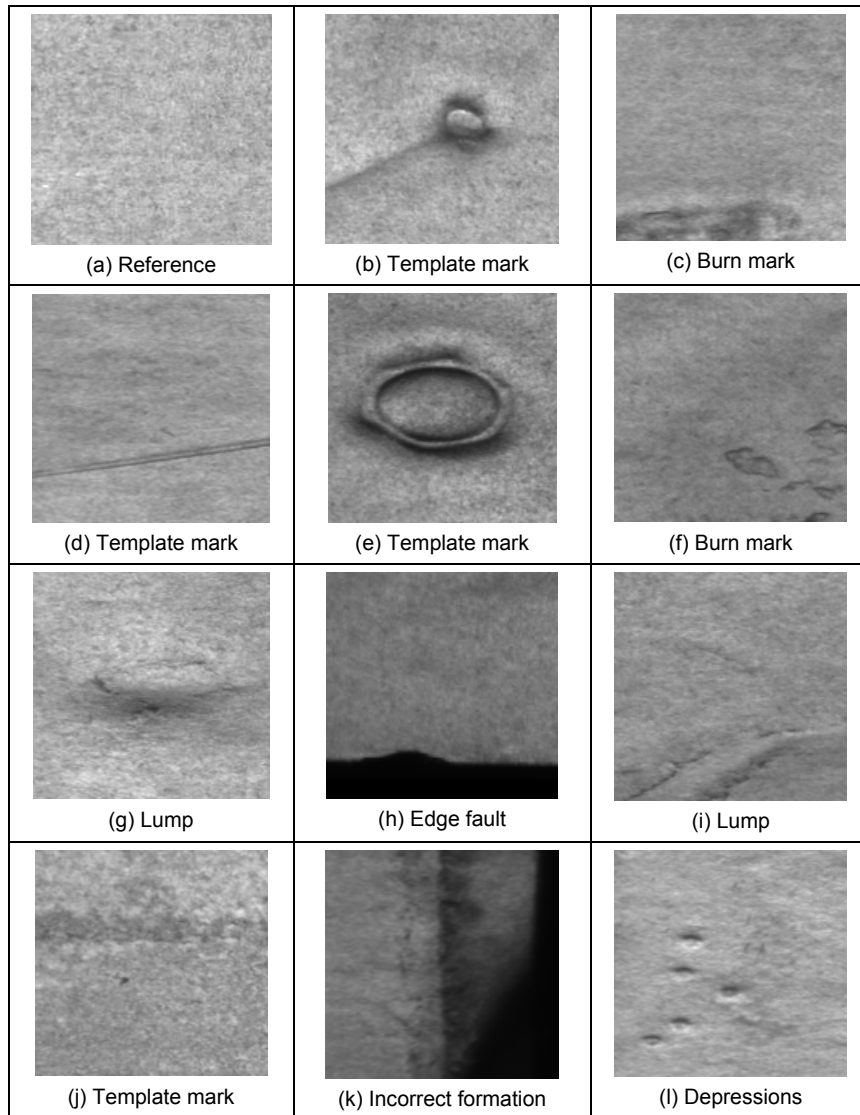 (a) Reference
(b) Template mark
(c) Burn mark
(d) Template mark
(e) Template mark
(f) Burn mark
(g) Lump
(h) Edge fault
(i) Lump
(j) Template mark
(k) Incorrect formation
(l) Depressions